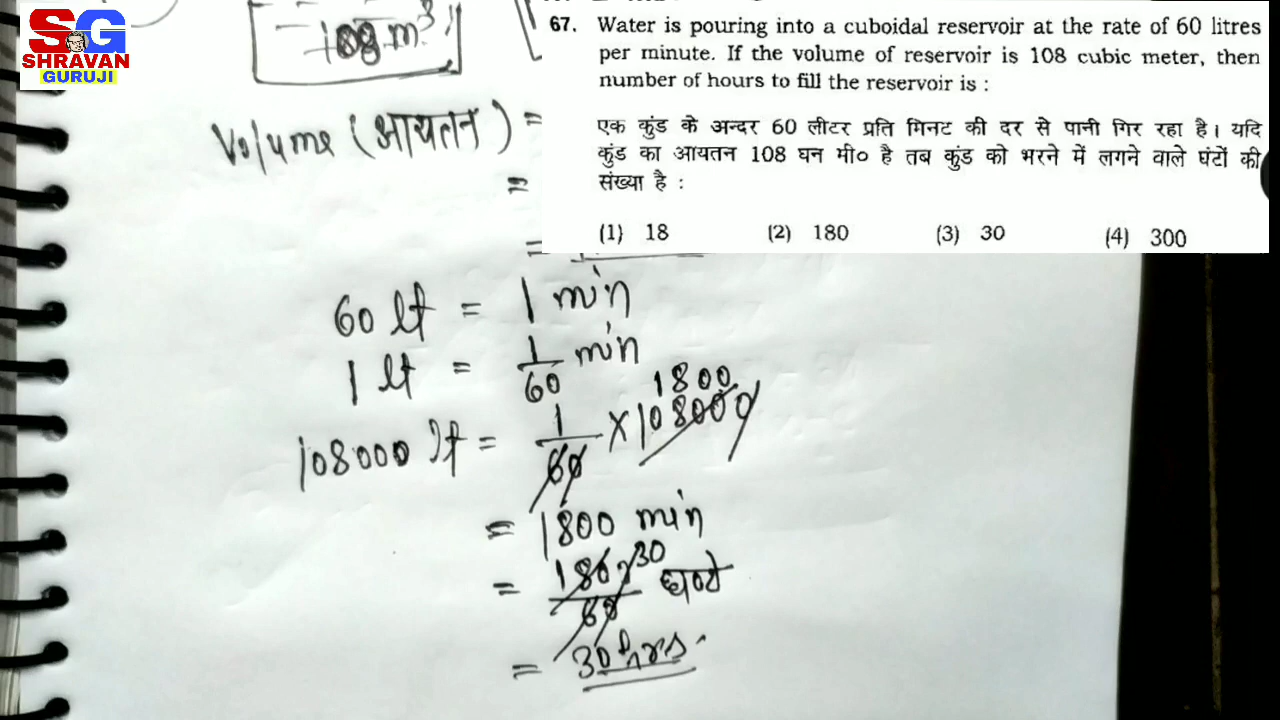 SG
SHRAVAN
GURUJI
108 m³
67. Water is pouring into a cuboidal reservoir at the rate of 60 litres
per minute. If the volume of reservoir is 108 cubic meter, then
number of hours to fill the reservoir is :
एक कुंड के अन्दर 60 लीटर प्रति मिनट की दर से पानी गिर रहा है। यदि
कुंड का आयतन 108 घन मी० है तब कुंड को भरने में लगने वाले घंटों की
संख्या है :
(1) 18 (2) 180 (3) 30 (4) 300
Volume (आयतन) =
=
=
60 lt = 1 min
1 lt = 1/60 min
1800
108000 lt = 1/60 × 108000
= 1800 min
30
= 1800/60 घण्टे
= 30 hrs.